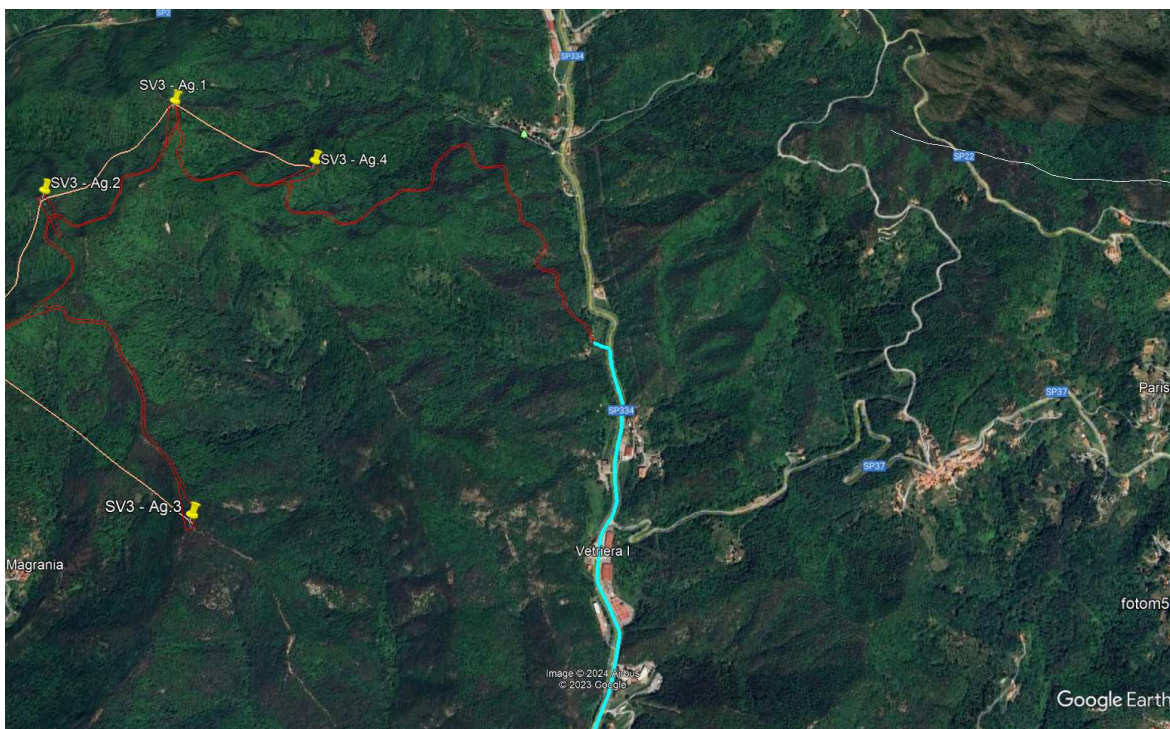 SP2
SP334
SV3 - Ag.1
SV3 - Ag.4
SV3 - Ag.2
SP22
SP37
Paris
SP334
SP37
SV3 - Ag.3
Vetriera I
Magrania
fotom5
Image © 2024 Airbus
© 2023 Google
Google Earth